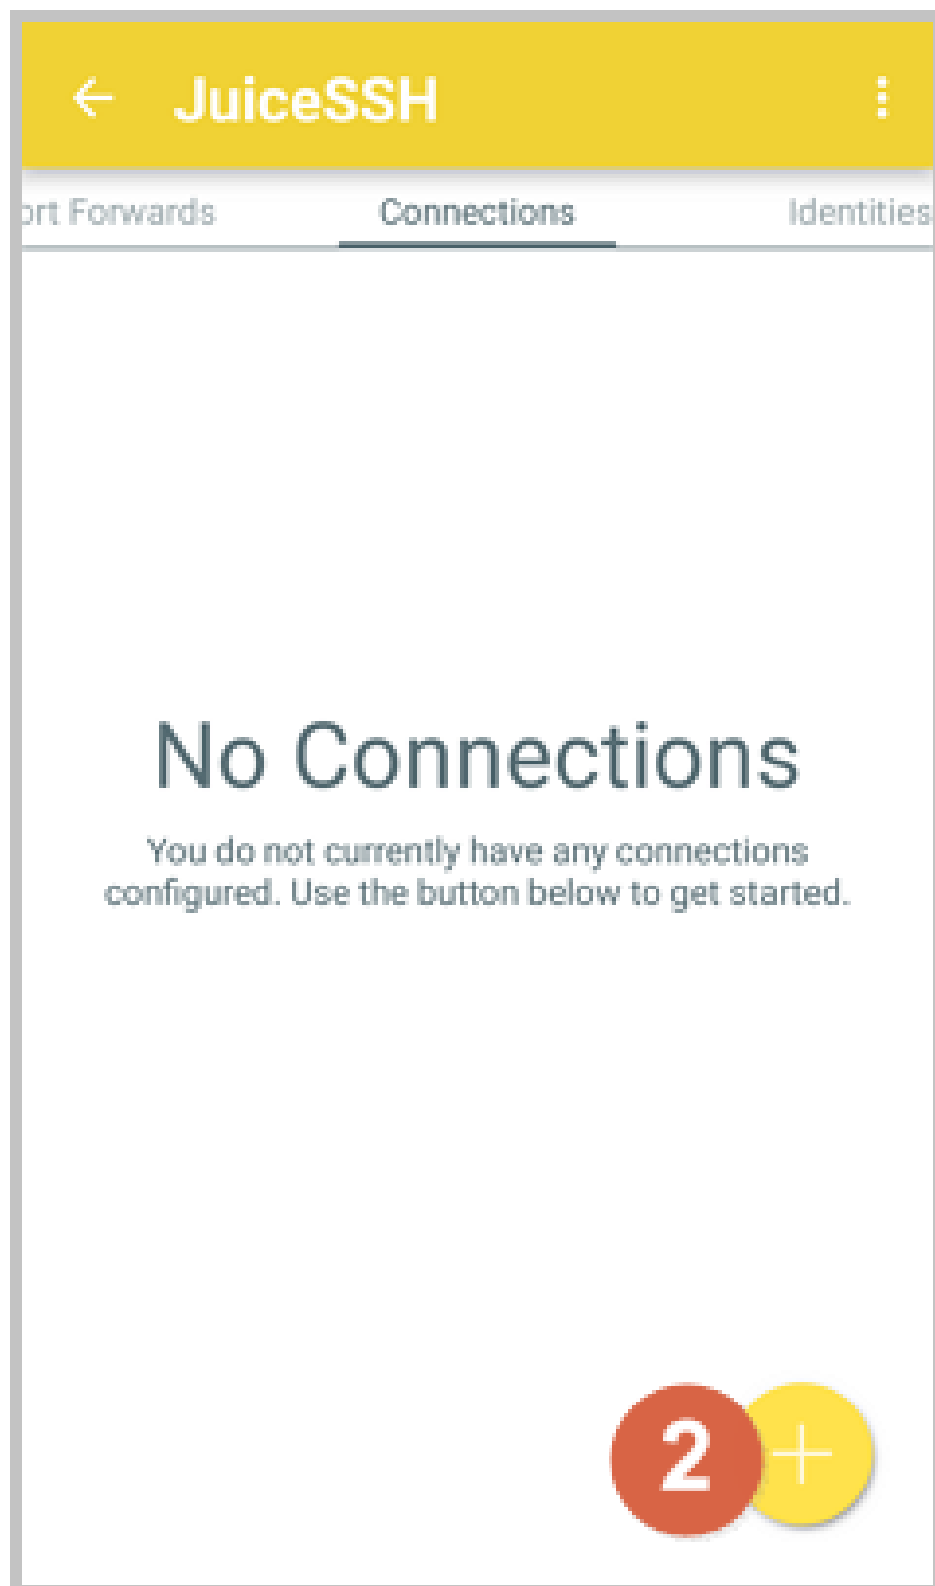 JuiceSSH
ort Forwards Connections Identities
No Connections
You do not currently have any connections
configured. Use the button below to get started.
2